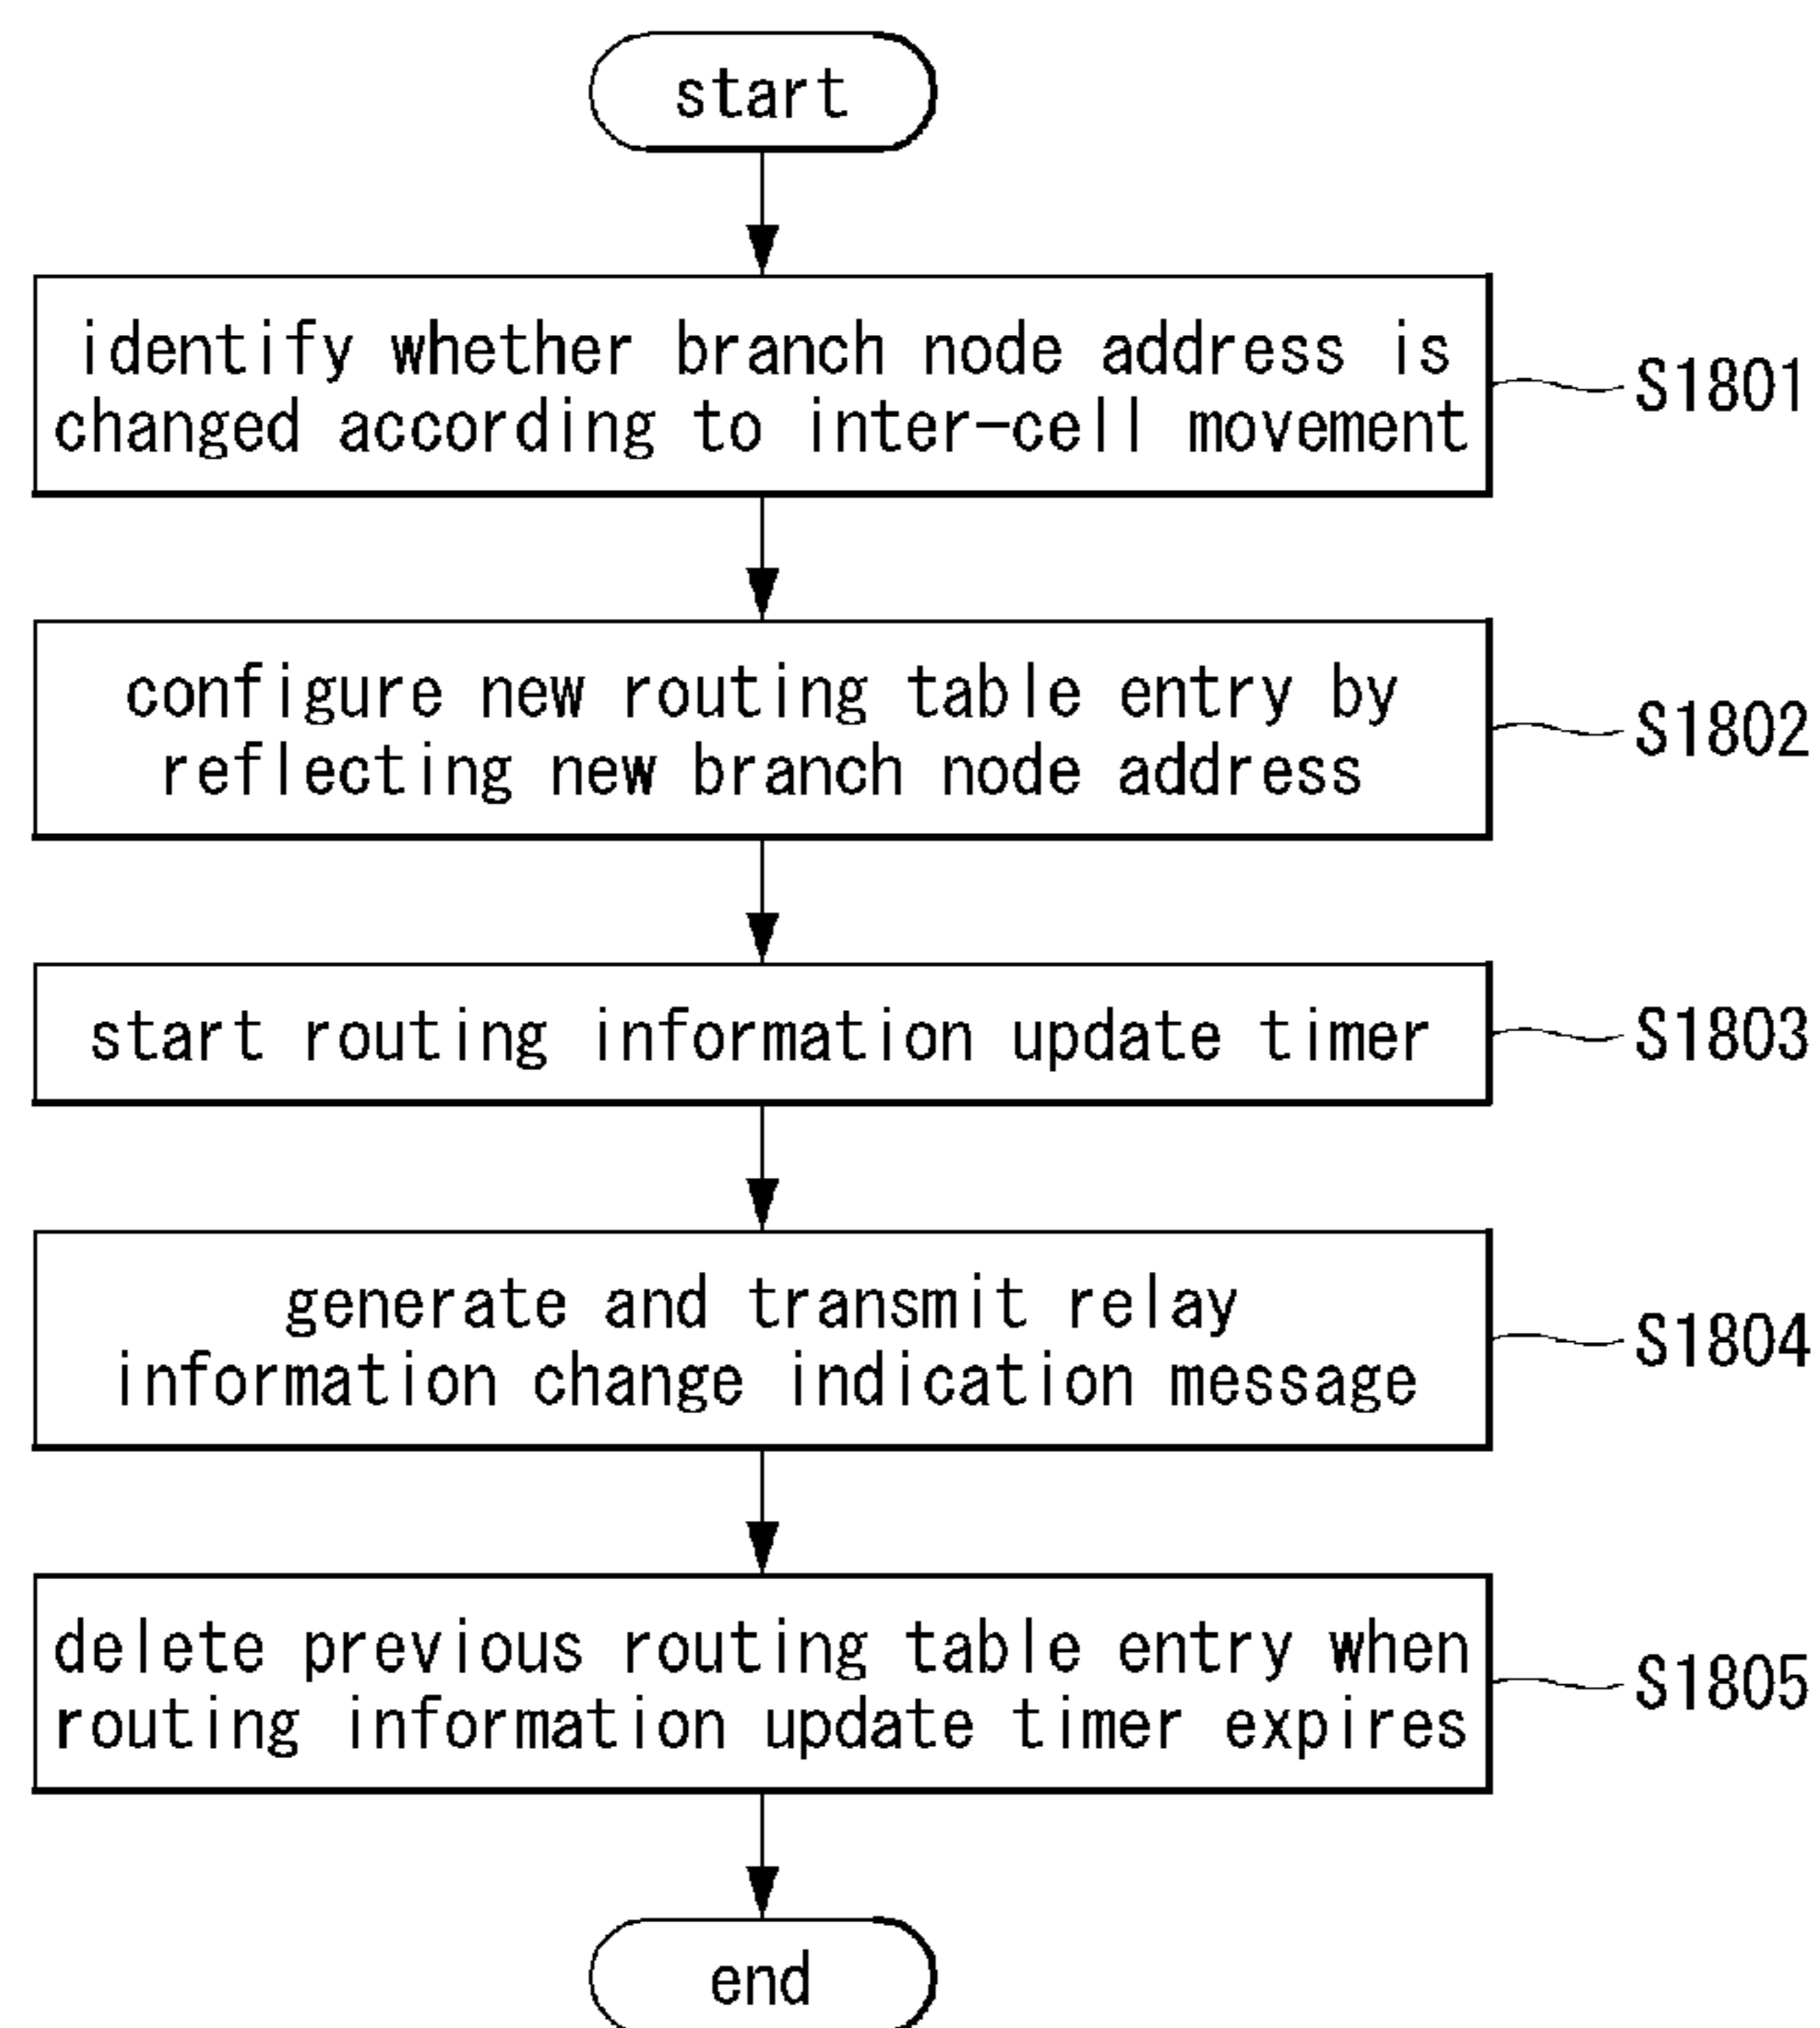 start
identify whether branch node address is
changed according to inter-cell movement
S1801
configure new routing table entry by
reflecting new branch node address
S1802
start routing information update timer
S1803
generate and transmit relay
information change indication message
S1804
delete previous routing table entry when
routing information update timer expires
S1805
end